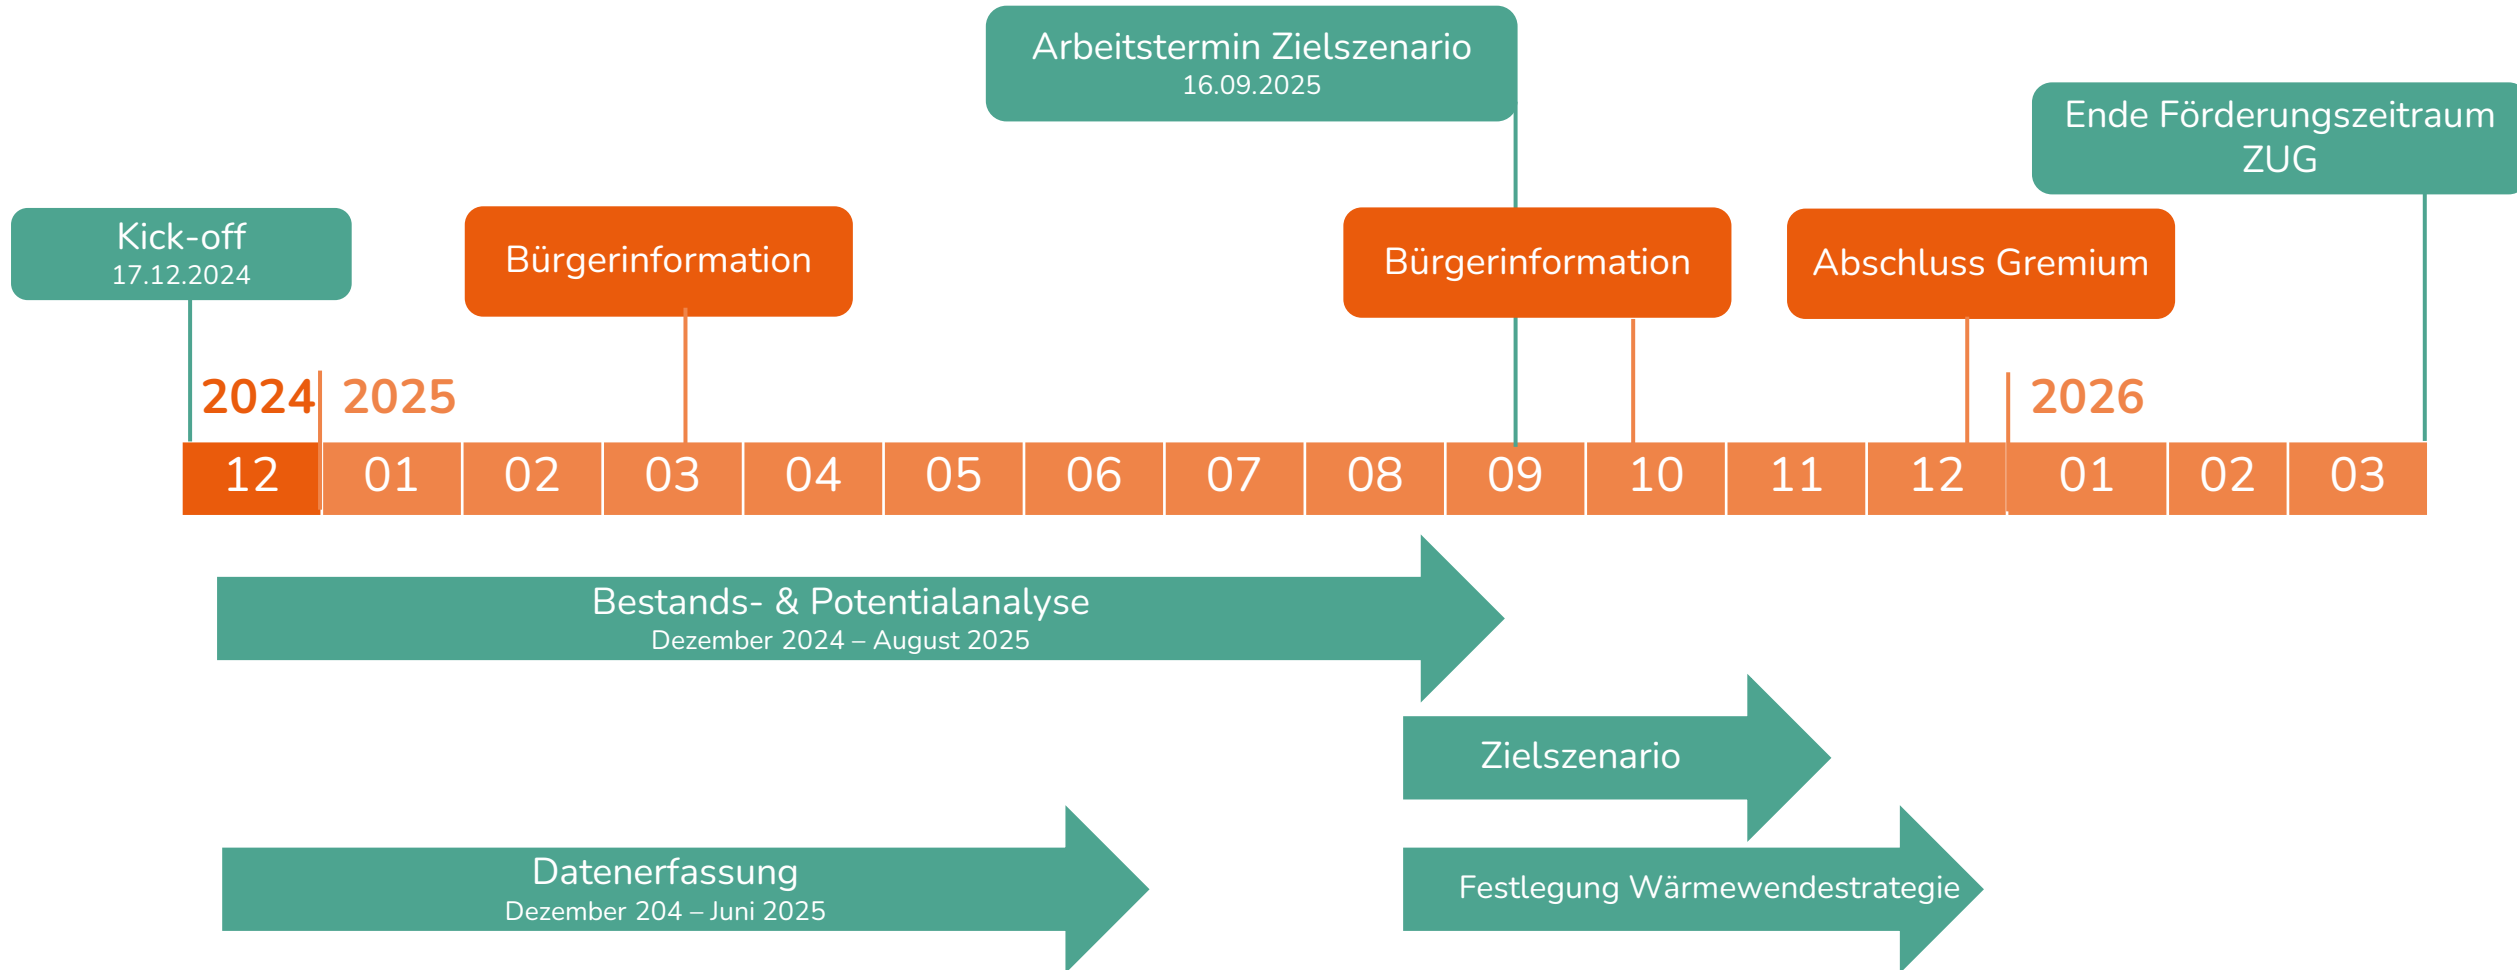 Arbeitstermin Zielszenario
16.09.2025
Ende Förderungszeitraum
ZUG
Kick-off
17.12.2024
Bürgerinformation
Bürgerinformation
Abschluss Gremium
2024 2025 2026
12 01 02 03 04 05 06 07 08 09 10 11 12 01 02 03
Bestands- & Potentialanalyse
Dezember 2024 – August 2025
Zielszenario
Datenerfassung
Dezember 204 – Juni 2025
Festlegung Wärmewendestrategie